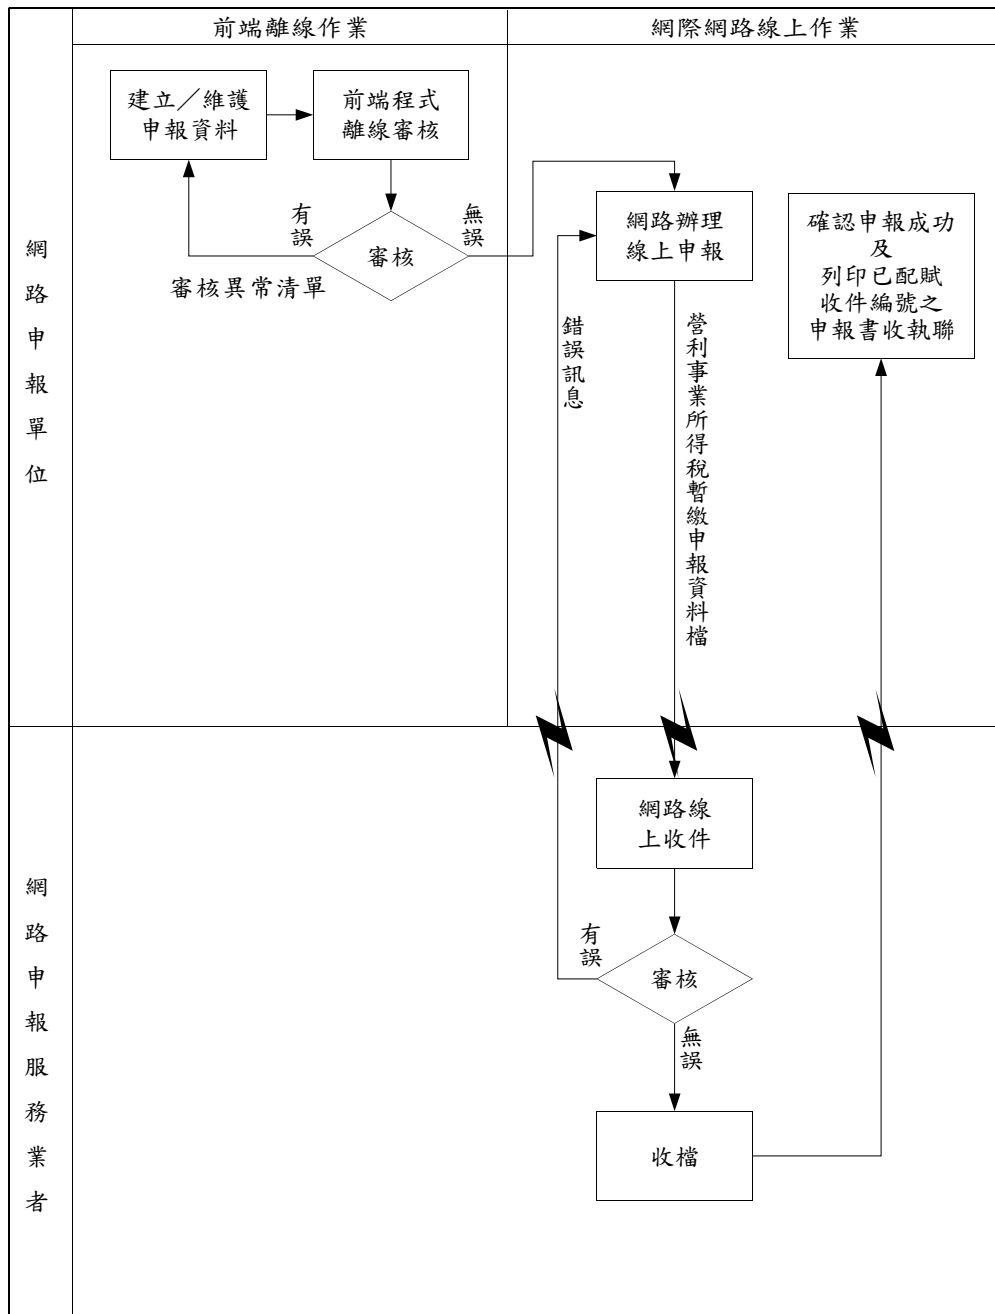 前端離線作業
網際網路線上作業
網路申報單位
建立／維護
申報資料
前端程式
離線審核
有誤
審核
無誤
審核異常清單
網路辦理
線上申報
確認申報成功
及
列印已配賦
收件編號之
申報書收執聯
錯誤訊息
營利事業所得稅暫繳申報資料檔
網路申報服務業者
網路線
上收件
有誤
審核
無誤
收檔